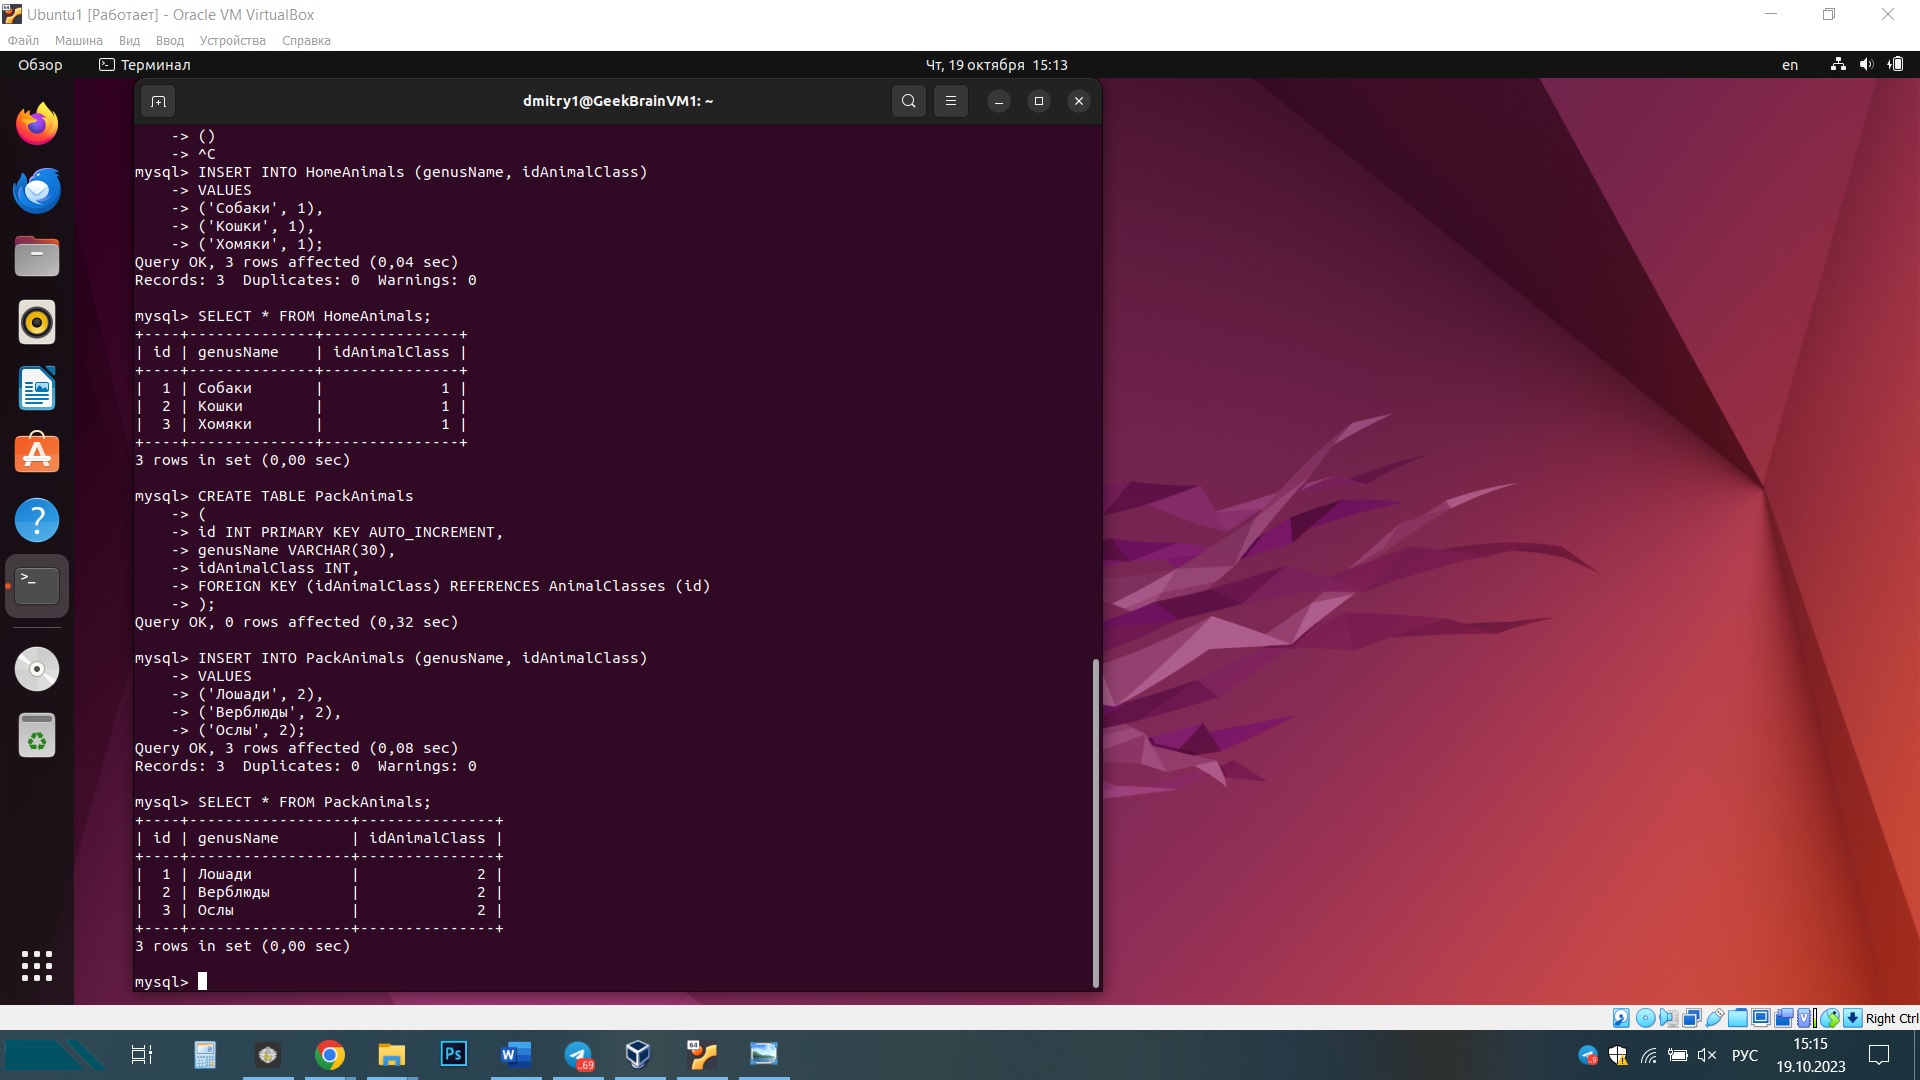 Ubuntu1 [Работает] - Oracle VM VirtualBox
Файл Машина Вид Ввод Устройства Справка
Обзор Терминал Чт, 19 октября 15:13 en
dmitry1@GeekBrainVM1: ~
    -> ()
    -> ^C
mysql> INSERT INTO HomeAnimals (genusName, idAnimalClass)
    -> VALUES
    -> ('Собаки', 1),
    -> ('Кошки', 1),
    -> ('Хомяки', 1);
Query OK, 3 rows affected (0,04 sec)
Records: 3  Duplicates: 0  Warnings: 0
mysql> SELECT * FROM HomeAnimals;
+----+--------------+---------------+
| id | genusName    | idAnimalClass |
+----+--------------+---------------+
|  1 | Собаки       |             1 |
|  2 | Кошки        |             1 |
|  3 | Хомяки       |             1 |
+----+--------------+---------------+
3 rows in set (0,00 sec)
mysql> CREATE TABLE PackAnimals
    -> (
    -> id INT PRIMARY KEY AUTO_INCREMENT,
    -> genusName VARCHAR(30),
    -> idAnimalClass INT,
    -> FOREIGN KEY (idAnimalClass) REFERENCES AnimalClasses (id)
    -> );
Query OK, 0 rows affected (0,32 sec)
mysql> INSERT INTO PackAnimals (genusName, idAnimalClass)
    -> VALUES
    -> ('Лошади', 2),
    -> ('Верблюды', 2),
    -> ('Ослы', 2);
Query OK, 3 rows affected (0,08 sec)
Records: 3  Duplicates: 0  Warnings: 0
mysql> SELECT * FROM PackAnimals;
+----+------------------+---------------+
| id | genusName        | idAnimalClass |
+----+------------------+---------------+
|  1 | Лошади           |             2 |
|  2 | Верблюды         |             2 |
|  3 | Ослы             |             2 |
+----+------------------+---------------+
3 rows in set (0,00 sec)
mysql>
Right Ctrl
Ps W 69 64 РУС 15:15
19.10.2023